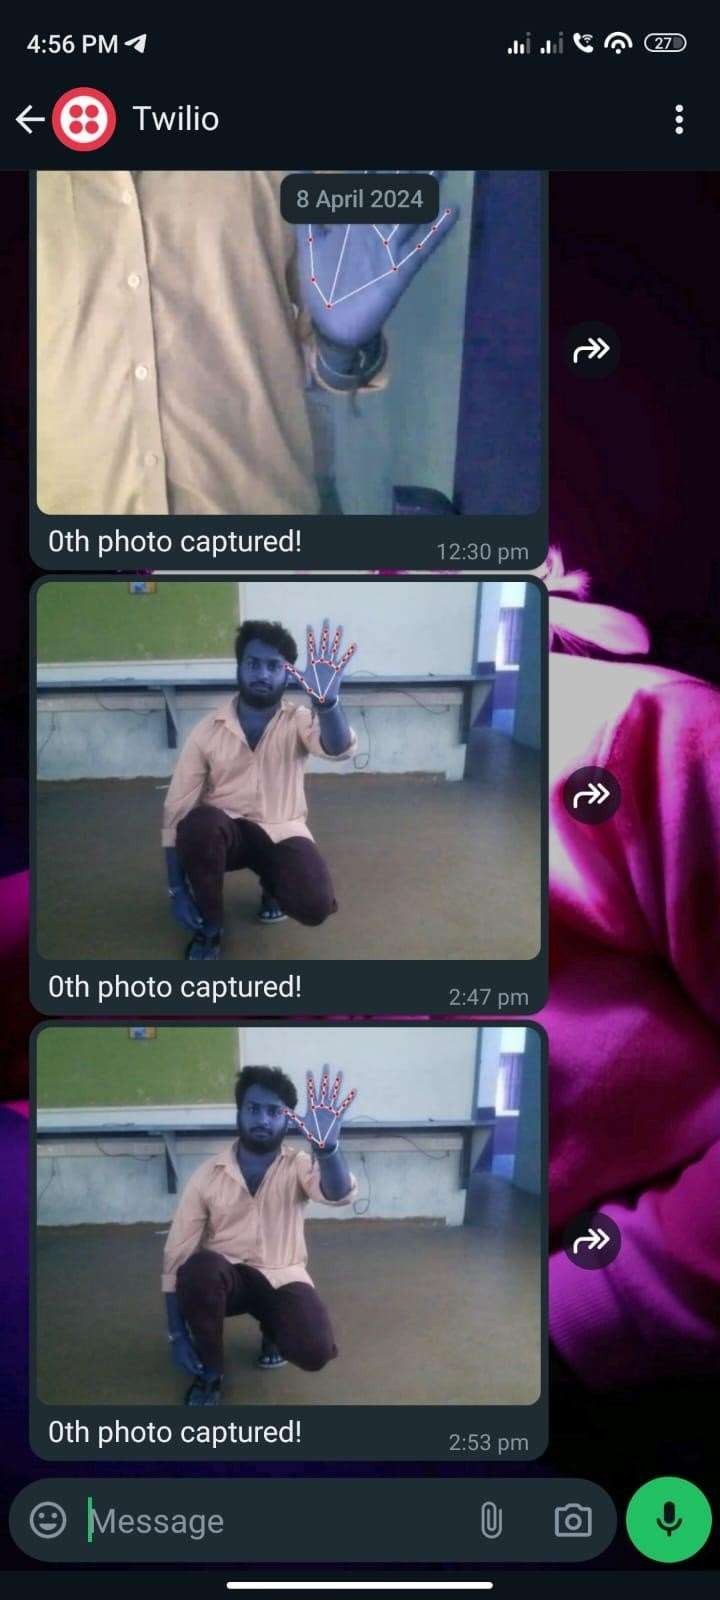 4:56 PM
27
Twilio
8 April 2024
0th photo captured!
12:30 pm
0th photo captured!
2:47 pm
0th photo captured!
2:53 pm
Message